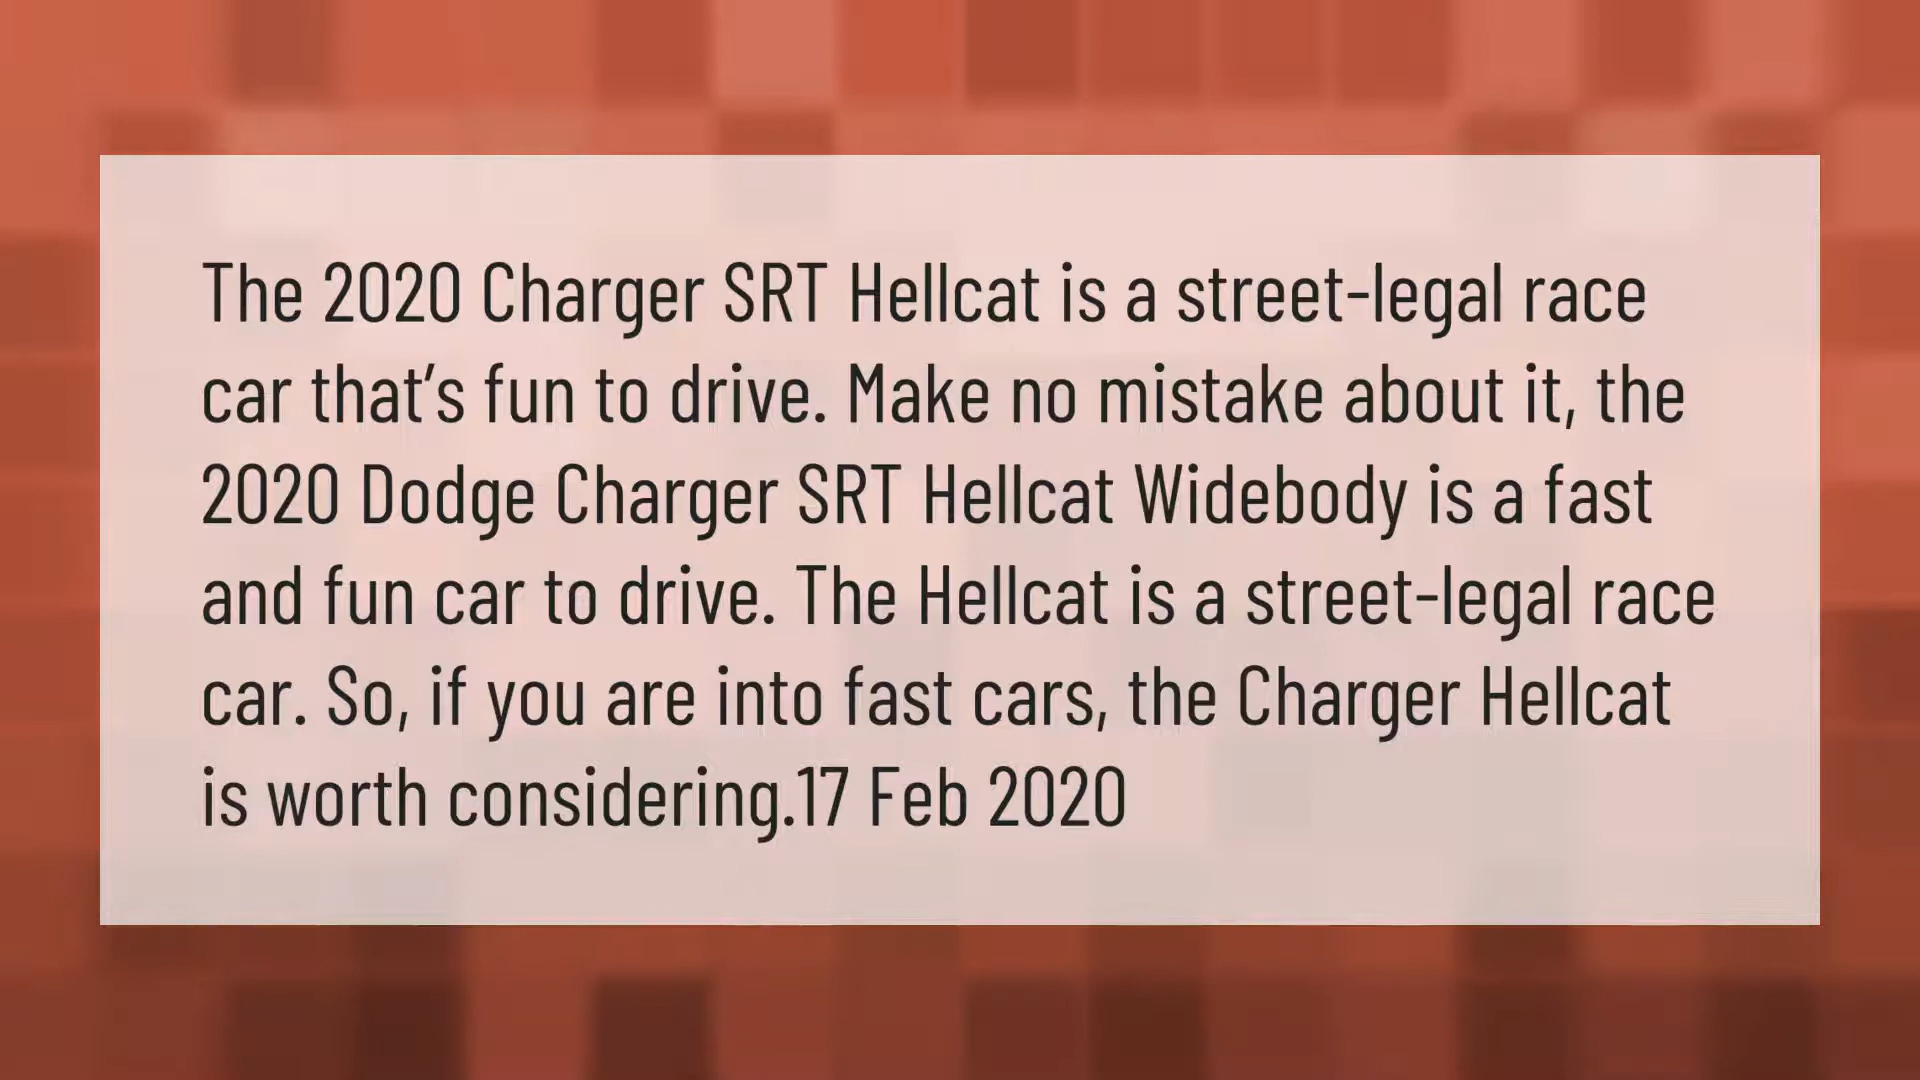 The 2020 Charger SRT Hellcat is a street-legal race
car that’s fun to drive. Make no mistake about it, the
2020 Dodge Charger SRT Hellcat Widebody is a fast
and fun car to drive. The Hellcat is a street-legal race
car. So, if you are into fast cars, the Charger Hellcat
is worth considering.17 Feb 2020